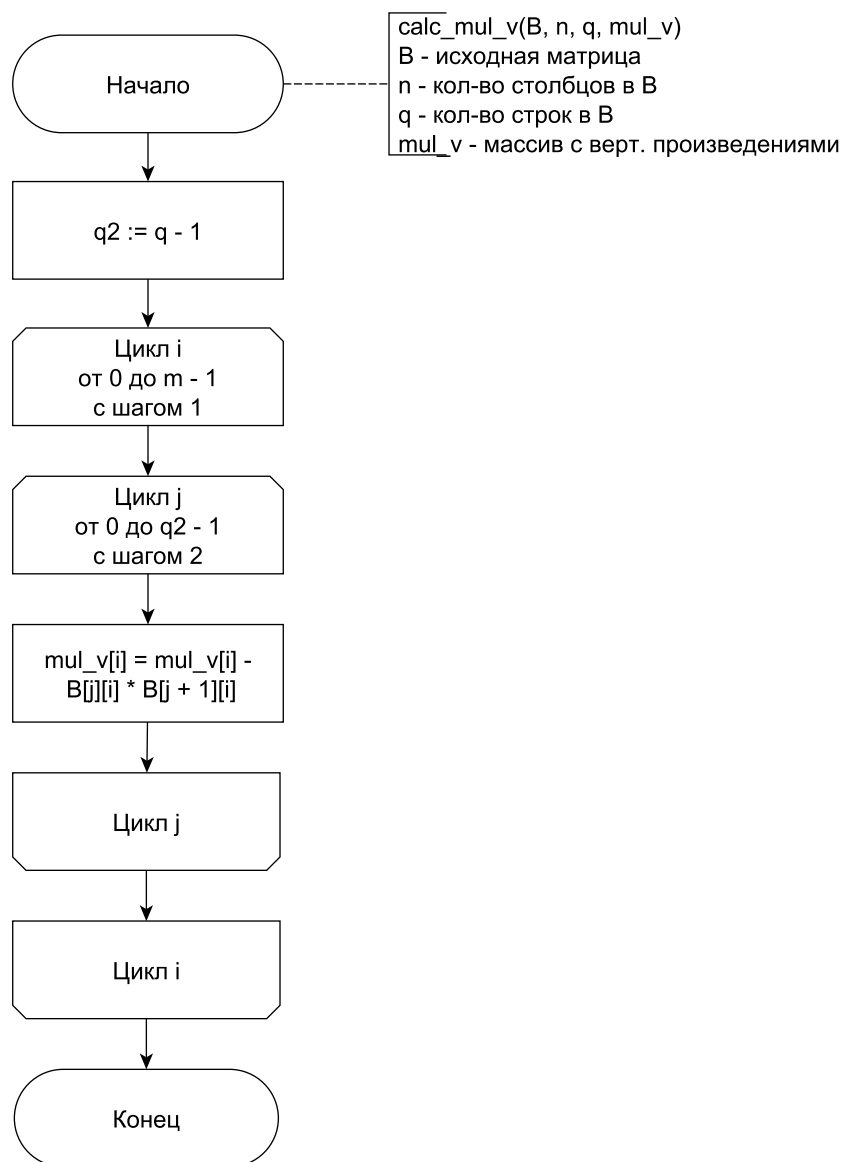 calc_mul_v(B, n, q, mul_v)
B - исходная матрица
n - кол-во столбцов в B
q - кол-во строк в B
mul_v - массив с верт. произведениями
Начало
q2 := q - 1
Цикл i
от 0 до m - 1
с шагом 1
Цикл j
от 0 до q2 - 1
с шагом 2
mul_v[i] = mul_v[i] -
B[j][i] * B[j + 1][i]
Цикл j
Цикл i
Конец